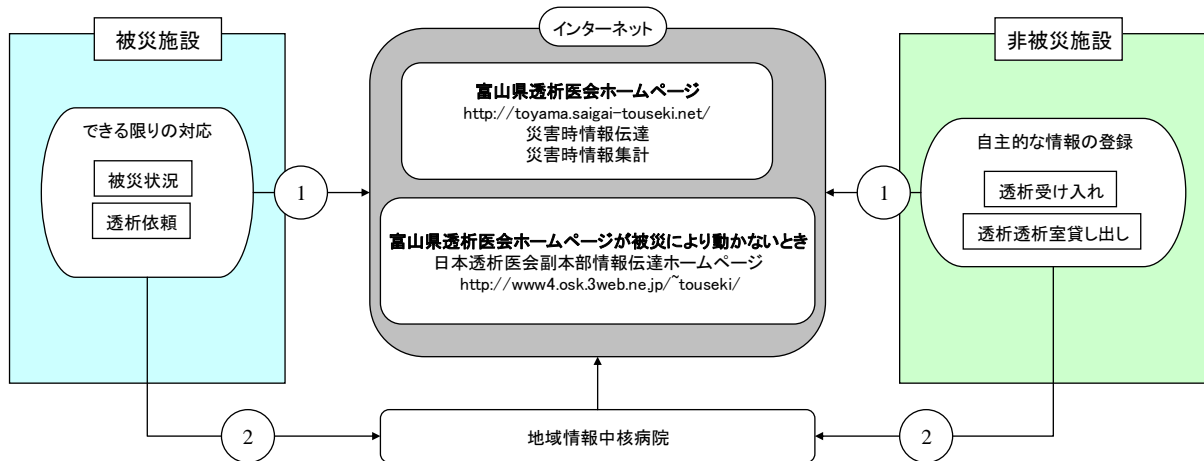 被災施設
できる限りの対応
被災状況
透析依頼
1
インターネット
富山県透析医会ホームページ
http://toyama.saigai-touseki.net/
災害時情報伝達
災害時情報集計
富山県透析医会ホームページが被災により動かないとき
日本透析医会副本部情報伝達ホームページ
http://www4.osk.3web.ne.jp/~touseki/
1
非被災施設
自主的な情報の登録
透析受け入れ
透析透析室貸し出し
2
地域情報中核病院
2